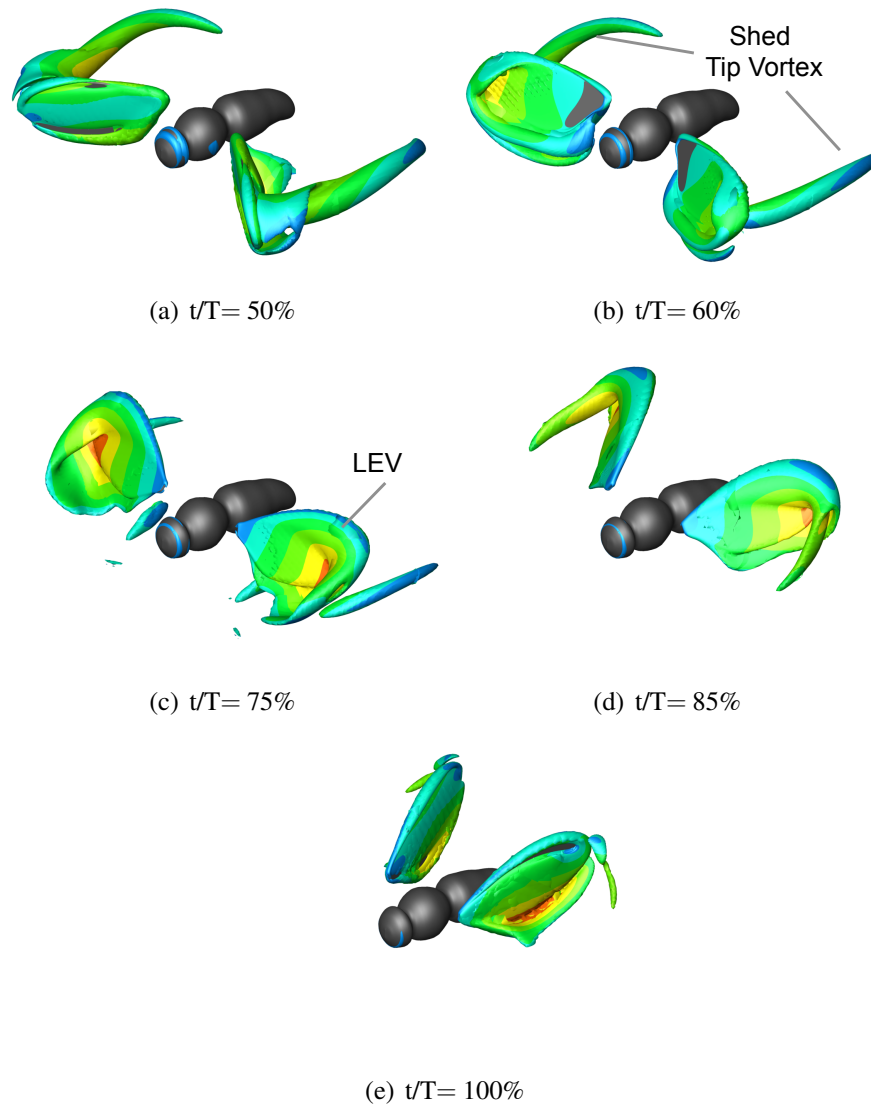 Shed
Tip Vortex
(a) t/T= 50%
(b) t/T= 60%
LEV
(c) t/T= 75%
(d) t/T= 85%
(e) t/T= 100%